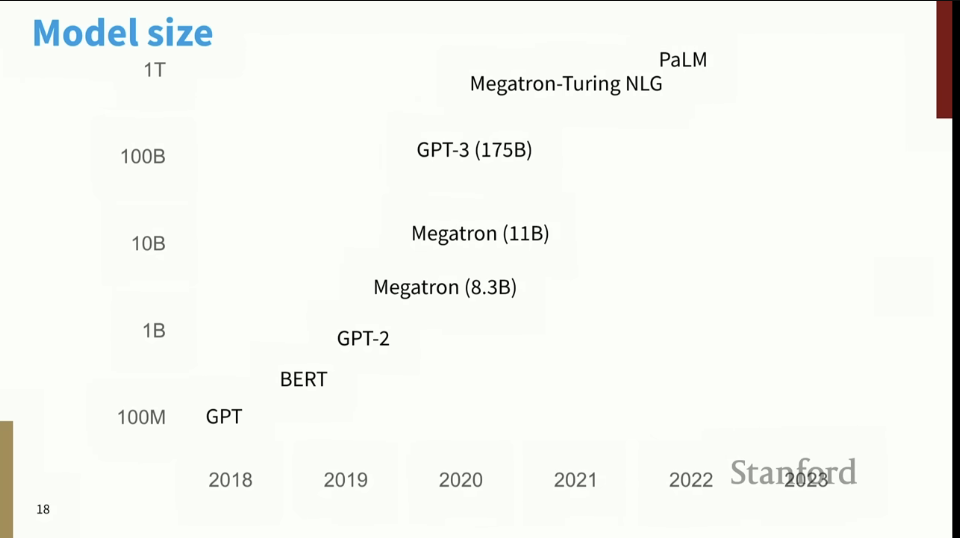 Model size
PaLM
1T
Megatron-Turing NLG
100B
GPT-3 (175B)
Megatron (11B)
10B
Megatron (8.3B)
1B
GPT-2
BERT
100M
GPT
2018
2019
2020
2021
2022
2023
Stanford
18